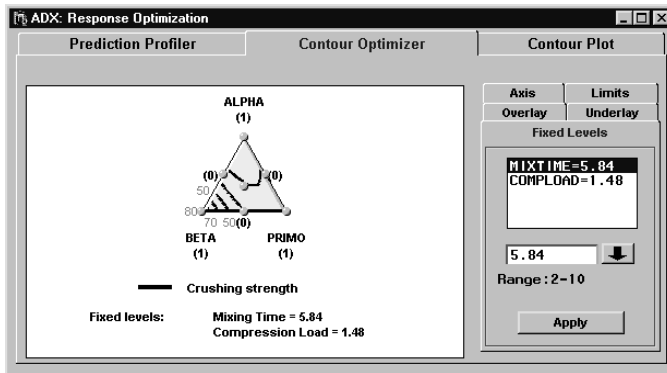 ADX: Response Optimization
Prediction Profiler
Contour Optimizer
Contour Plot
ALPHA
(1)
(0)
(0)
50
80
70 50(0)
BETA
(1)
PRIMO
(1)
Crushing strength
Fixed levels: Mixing Time = 5.84
Compression Load = 1.48
Axis
Limits
Overlay
Underlay
Fixed Levels
MIXTIME=5.84
COMPLOAD=1.48
5.84
Range:2-10
Apply